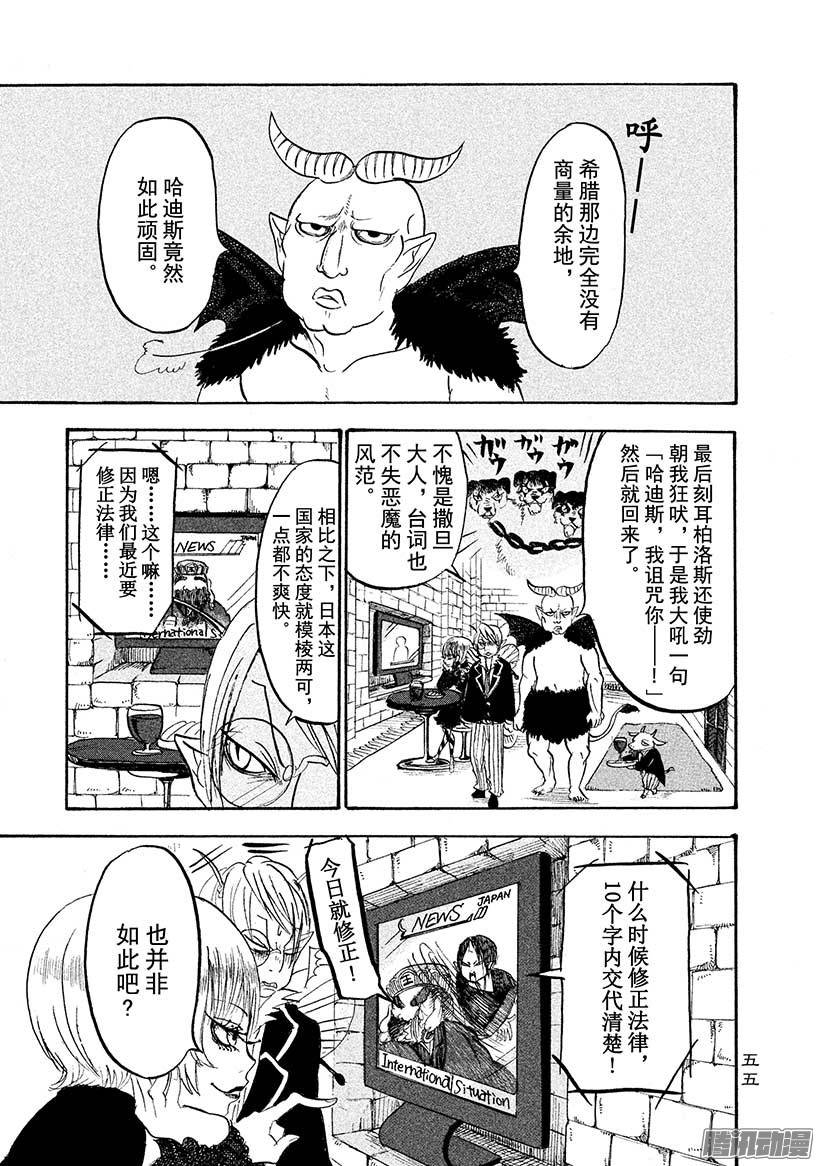 呼——
希腊那边完全没有
商量的余地，
哈迪斯竟然
如此顽固。
最后刻耳柏洛斯还使劲
朝我狂吠，于是我大吼一句
「哈迪斯，我诅咒你——！」
然后就回来了。
ガウ
ガウ
ガウ
不愧是撒旦
大人，台词也
不失恶魔的
风范。
相比之下，日本这
国家的态度就模棱两可，
一点都不爽快。
嗯……这个嘛……
因为我们最近要
修正法律……
NEWS
International S
什么时候修正法律，
10个字内交代清楚！
NEWS
JAPAN
王
International Situation
今日就修正！
也并非
如此吧？
五五
腾讯动漫